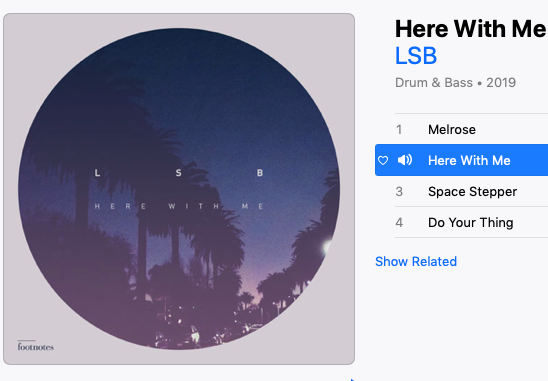 L S B
HERE WITH ME
footnotes
Here With Me
LSB
Drum & Bass • 2019
1 Melrose
Here With Me
3 Space Stepper
4 Do Your Thing
Show Related